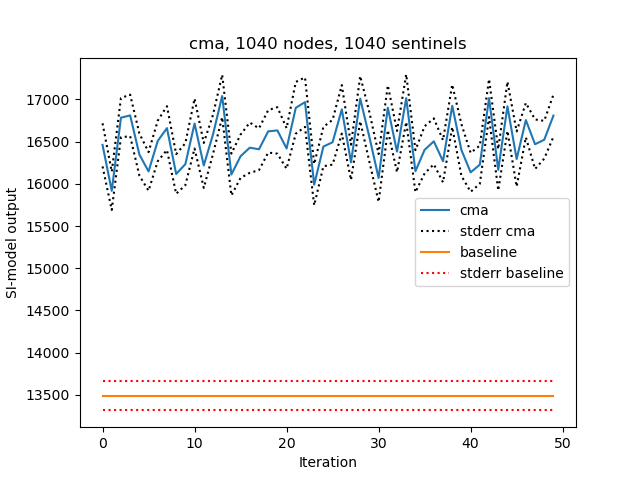 cma, 1040 nodes, 1040 sentinels
17000
16500
16000
15500
15000
14500
14000
13500
SI-model output
cma
stderr cma
baseline
stderr baseline
0
10
20
30
40
50
Iteration